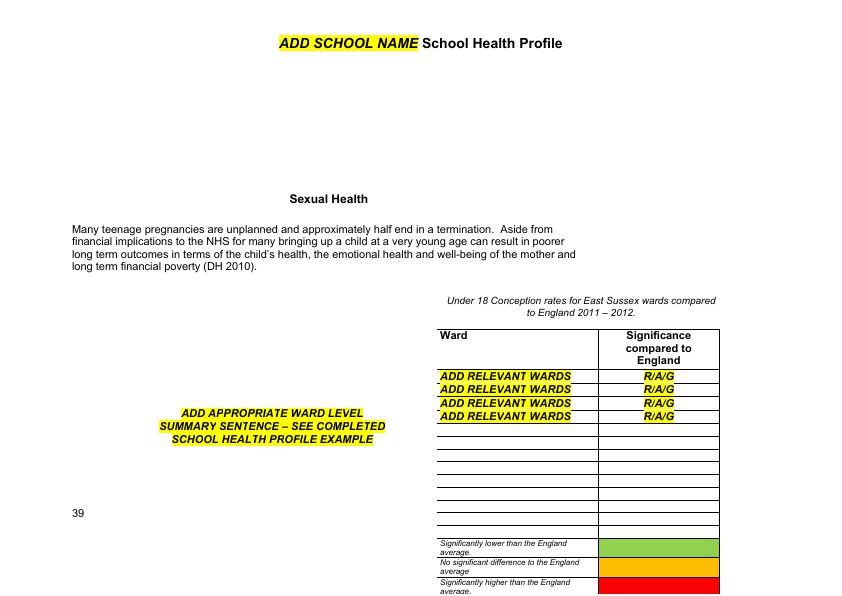 ADD SCHOOL NAME School Health Profile
Sexual Health
Many teenage pregnancies are unplanned and approximately half end in a termination.  Aside from
financial implications to the NHS for many bringing up a child at a very young age can result in poorer
long term outcomes in terms of the child's health, the emotional health and well-being of the mother and
long term financial poverty (DH 2010).
Under 18 Conception rates for East Sussex wards compared
to England 2011 – 2012.
Ward
Significance
compared to
England
ADD RELEVANT WARDS R/A/G
ADD RELEVANT WARDS R/A/G
ADD RELEVANT WARDS R/A/G
ADD RELEVANT WARDS R/A/G
ADD APPROPRIATE WARD LEVEL
SUMMARY SENTENCE – SEE COMPLETED
SCHOOL HEALTH PROFILE EXAMPLE
39
Significantly lower than the England
average.
No significant difference to the England
average
Significantly higher than the England
average.